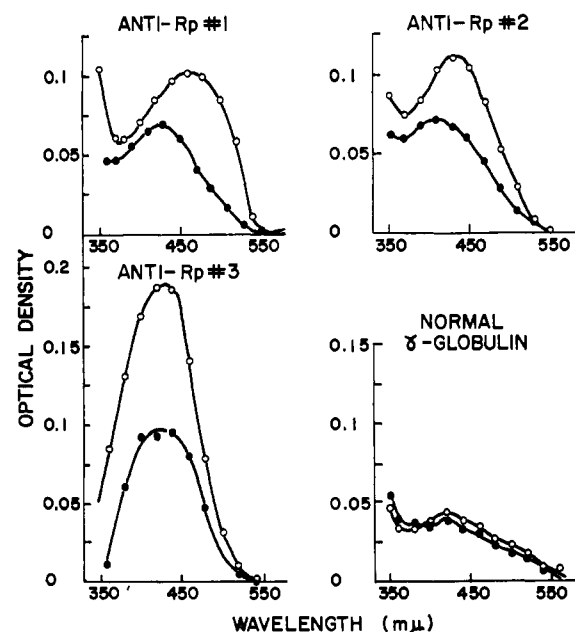 ANTI-Rp #1
ANTI-Rp #2
0.1
0.05
0
350 450 550
0.1
0.05
0
350 450 550
ANTI-Rp #3
NORMAL
ɣ-GLOBULIN
OPTICAL DENSITY
0.2
0.15
0.1
0.05
0
350 450 550
0.15
0.1
0.05
0
350 450 550
WAVELENGTH (mμ)